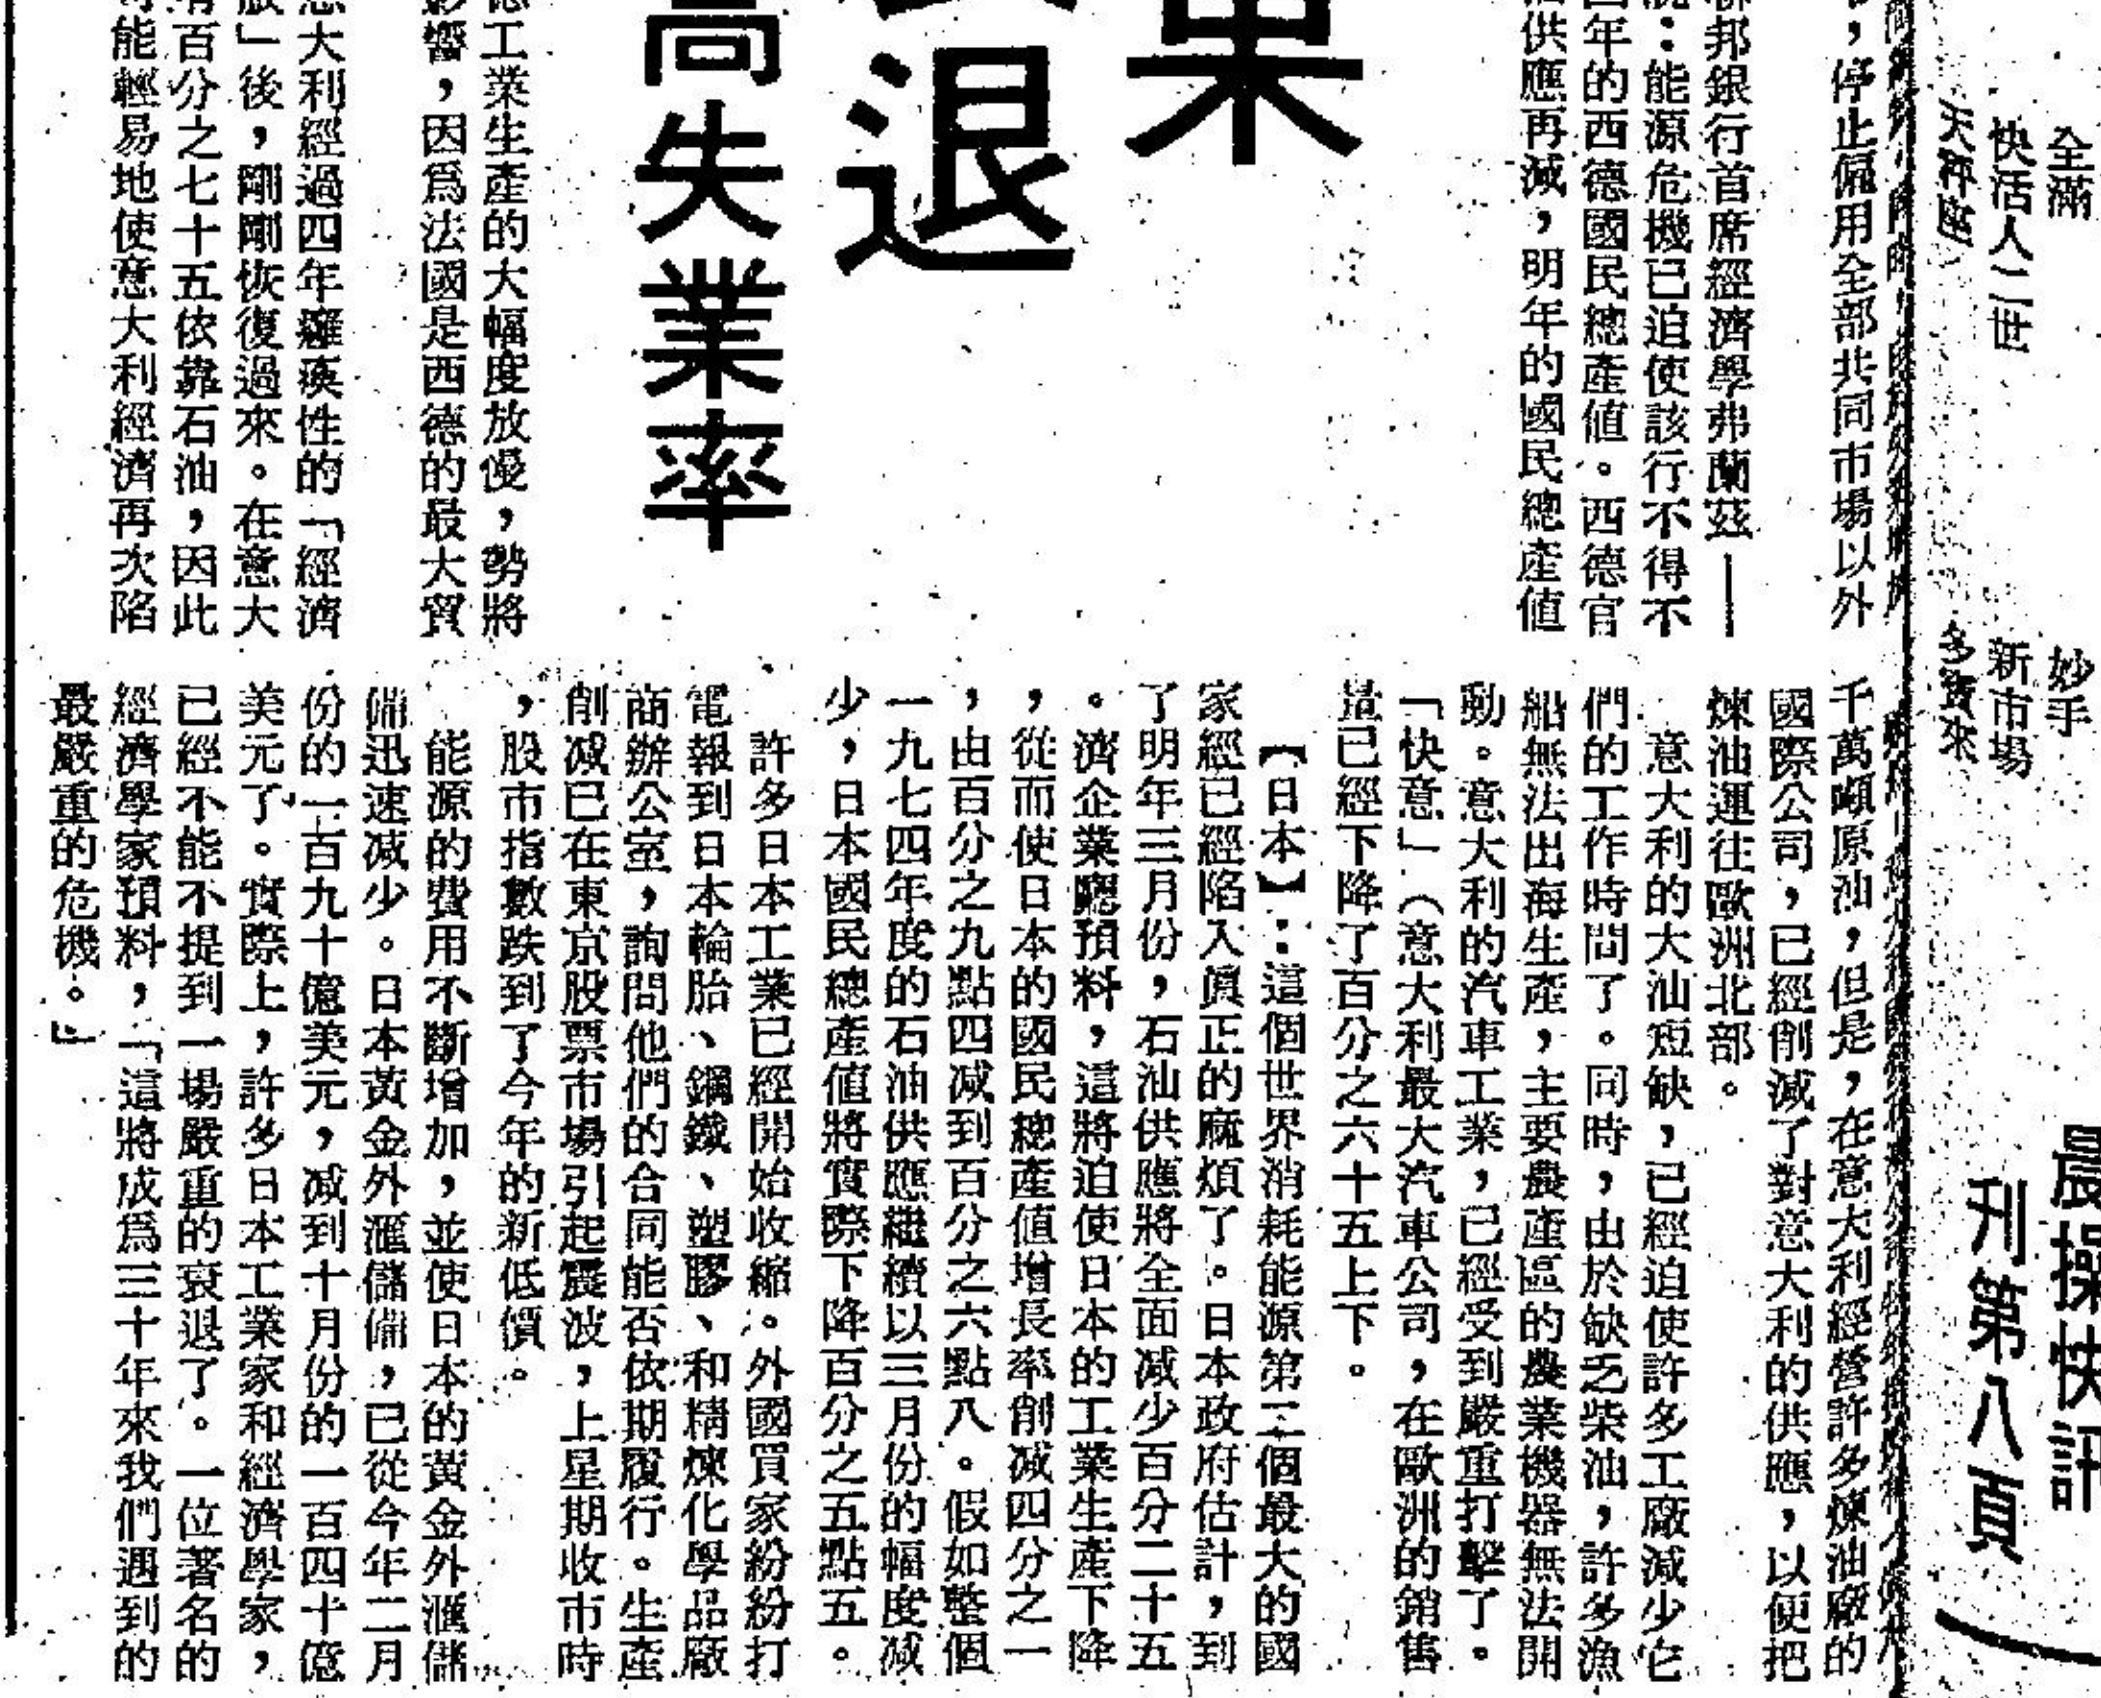 全滿
快活人二世
天秤座
妙手
新市場
多寶來
晨操快訊
刊第八頁
，停止僱用全部共同市場以外
聯邦銀行首席經濟學弗蘭茲——
說：能源危機已迫使該行不得不
四年的西德國民總產值。西德官
供應再減，明年的國民總產值
果
退
高失業率
德工業生產的大幅度放慢，勢將
影響，因爲法國是西德的最大貿
意大利經過四年癱瘓性的「經濟
」後，剛剛恢復過來。在意大
有百分之七十五依靠石油，因此
可能輕易地使意大利經濟再次陷
千萬噸原油，但是，在意大利經營許多煉油廠的
國際公司，已經削減了對意大利的供應，以便把
煉油運往歐洲北部。
意大利的大油短缺，已經迫使許多工廠減少它
們的工作時間了。同時，由於缺乏柴油，許多漁
船無法出海生產，主要農產區的農業機器無法開
動。意大利的汽車工業，已經受到嚴重打擊了。
「快意」（意大利最大汽車公司，在歐洲的銷售
量已經下降了百分之六十五上下。
【日本】：這個世界消耗能源第三個最大的國
家經已經陷入眞正的麻煩了。日本政府估計，到
了明年三月份，石油供應將全面減少百分二十五
。濟企業廳預料，這將迫使日本的工業生產下降
，從而使日本的國民總產值增長率削減四分之一
，由百分之九點四減到百分之六點八。假如整個
一九七四年度的石油供應繼續以三月份的幅度減
少，日本國民總產值將實際下降百分之五點五。
許多日本工業已經開始收縮。外國買家紛紛打
電報到日本輪胎、鋼鐵、塑膠、和精煉化學品廠
商辦公室，詢問他們的合同能否依期履行。生產
削減已在東京股票市場引起震波，上星期收市時
，股市指數跌到了今年的新低價。
能源的費用不斷增加，並使日本的黃金外滙儲
備迅速減少。日本黃金外滙儲備，已從今年二月
份的一百九十億美元，減到十月份的一百四十億
美元了。實際上，許多日本工業家和經濟學家，
已經不能不提到一場嚴重的衰退了。一位著名的
經濟學家預料，「這將成爲三十年來我們遇到的
最嚴重的危機。」